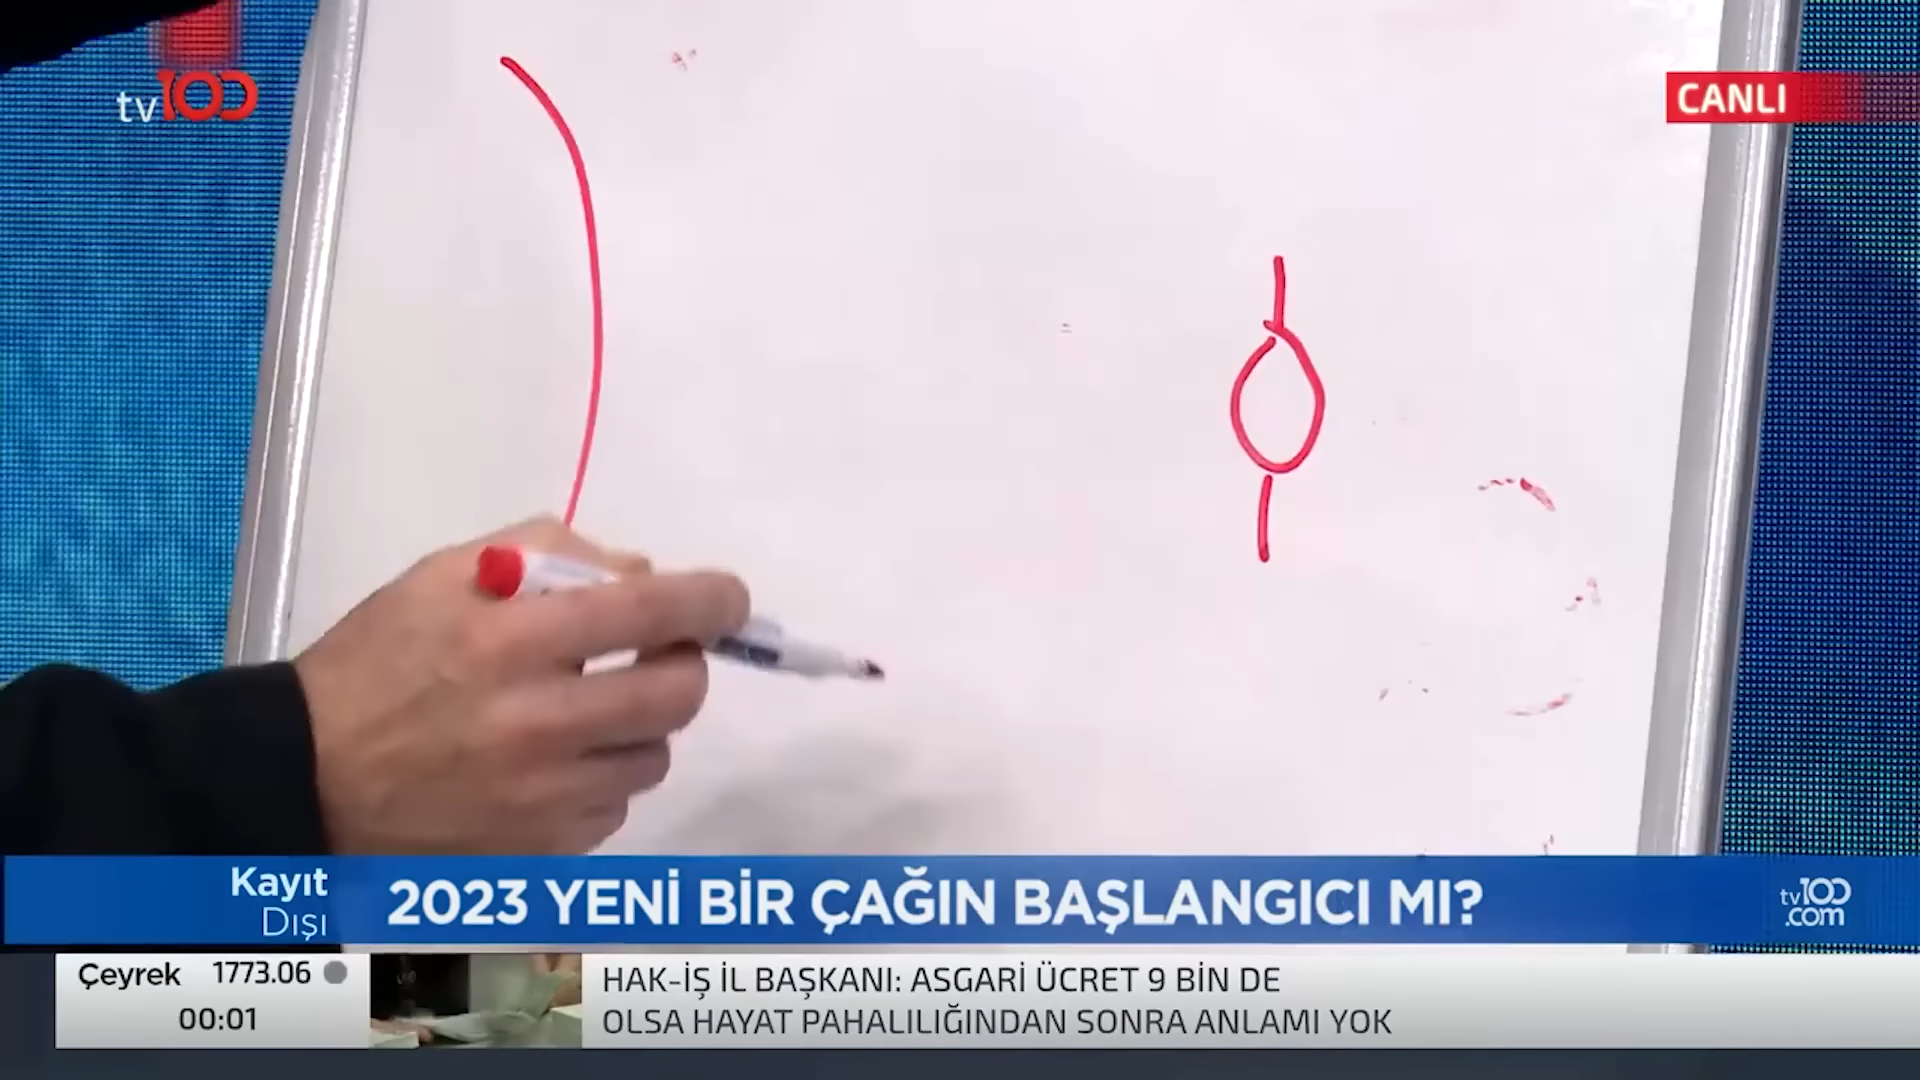 tv100
CANLI
Kayıt
Dışı
2023 YENİ BİR ÇAĞIN BAŞLANGICI MI?
tv100
.com
Çeyrek 1773.06
00:01
HAK-İŞ İL BAŞKANI: ASGARİ ÜCRET 9 BİN DE
OLSA HAYAT PAHALILIĞINDAN SONRA ANLAMI YOK